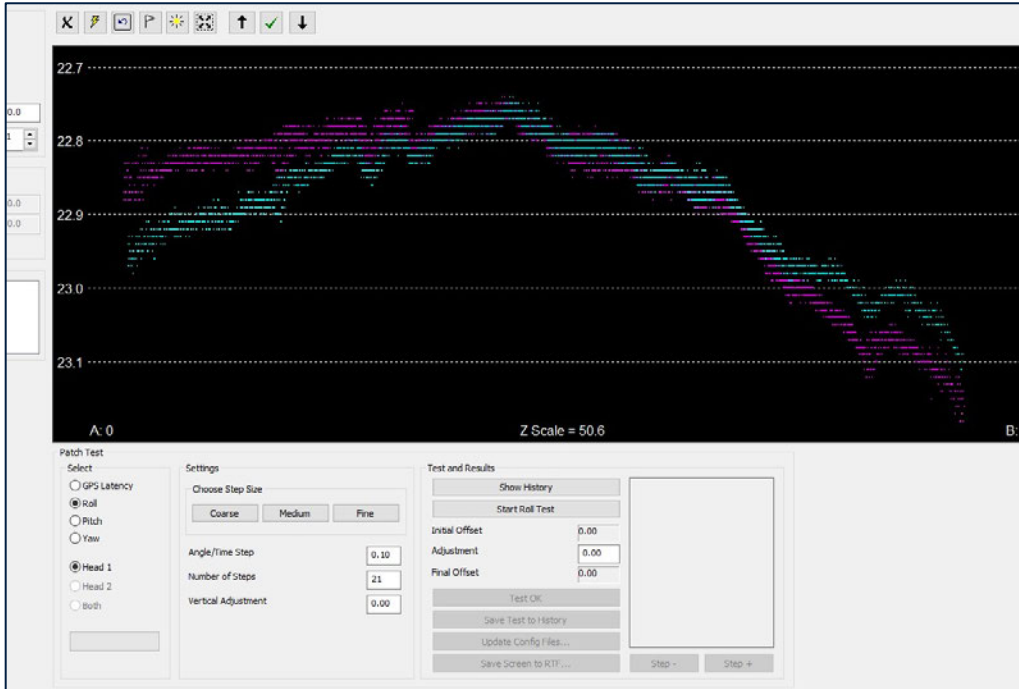 22.7
22.8
22.9
23.0
23.1
A: 0
Z Scale = 50.6
B:
0.0
1
0.0
0.0
Patch Test
Select
GPS Latency
Roll
Pitch
Yaw
Head 1
Head 2
Both
Settings
Choose Step Size
Coarse Medium Fine
Angle/Time Step 0.10
Number of Steps 21
Vertical Adjustment 0.00
Test and Results
Show History
Start Roll Test
Initial Offset 0.00
Adjustment 0.00
Final Offset 0.00
Test OK
Save Test to History
Update Config Files...
Save Screen to RTF...
Step - Step +